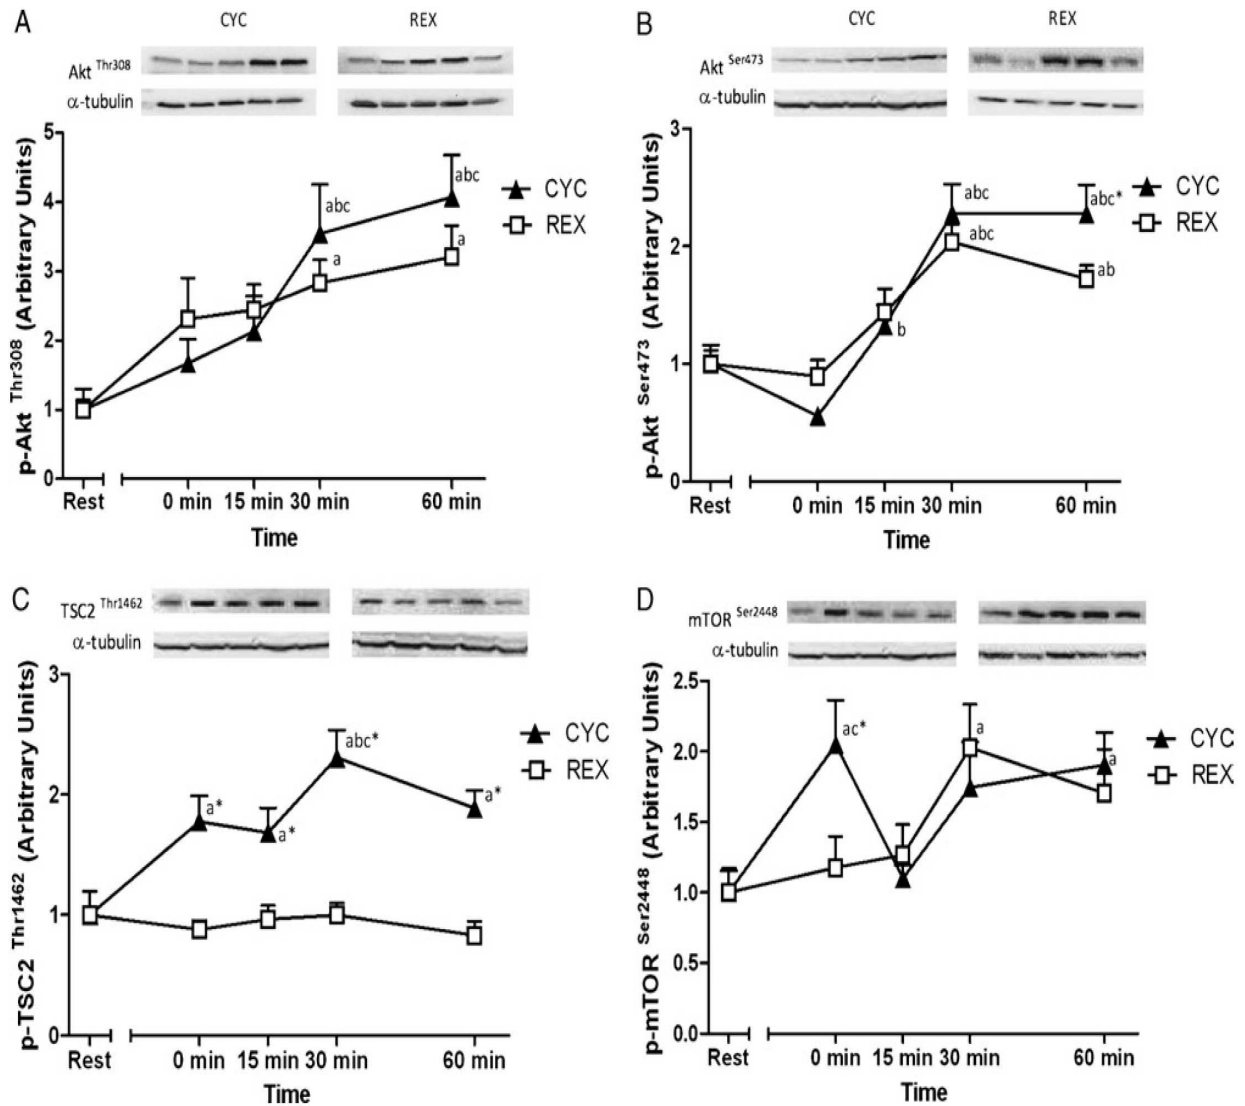 A
CYC
REX
Akt Thr308
α-tubulin
p-Akt Thr308 (Arbitrary Units)
5
4
3
2
1
0
abc
abc
a
a
CYC
REX
Rest
0 min
15 min
30 min
60 min
Time
B
CYC
REX
Akt Ser473
α-tubulin
p-Akt Ser473 (Arbitrary Units)
3
2
1
0
abc
abc*
abc
ab
b
CYC
REX
Rest
0 min
15 min
30 min
60 min
Time
C
TSC2 Thr1462
α-tubulin
p-TSC2 Thr1462 (Arbitrary Units)
3
2
1
0
a*
a*
abc*
a*
CYC
REX
Rest
0 min
15 min
30 min
60 min
Time
D
mTOR Ser2448
α-tubulin
p-mTOR Ser2448 (Arbitrary Units)
2.5
2.0
1.5
1.0
0.5
0.0
ac*
a
a
CYC
REX
Rest
0 min
15 min
30 min
60 min
Time